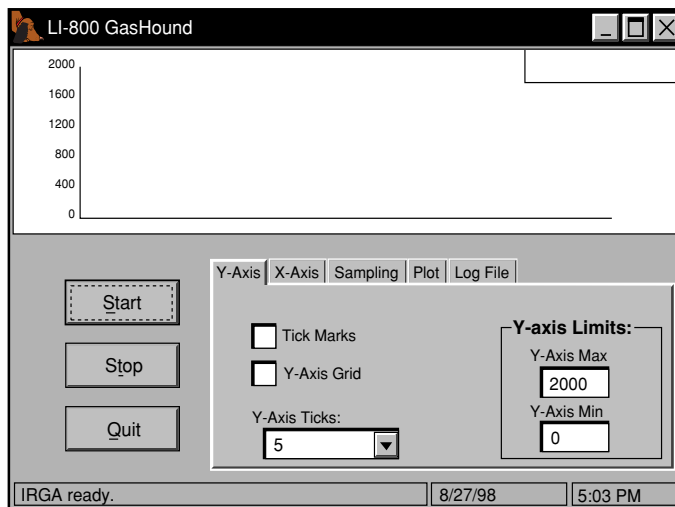 LI-800 GasHound
2000
1600
1200
800
400
0
Y-Axis X-Axis Sampling Plot Log File
Start
Stop
Quit
Tick Marks
Y-Axis Grid
Y-Axis Ticks:
5
Y-axis Limits:
Y-Axis Max
2000
Y-Axis Min
0
IRGA ready. 8/27/98 5:03 PM